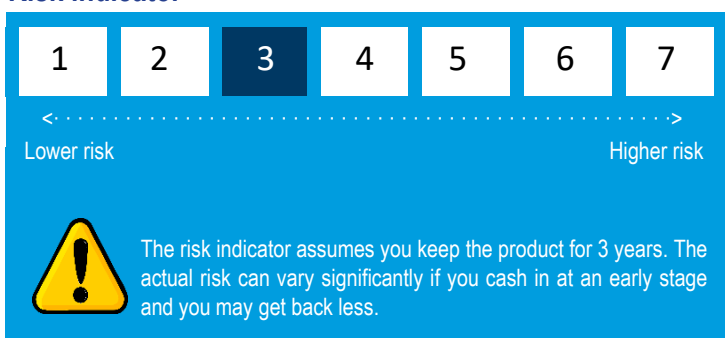 Risk Indicator
1 2 3 4 5 6 7
<·····>
Lower risk Higher risk
The risk indicator assumes you keep the product for 3 years. The
actual risk can vary significantly if you cash in at an early stage
and you may get back less.